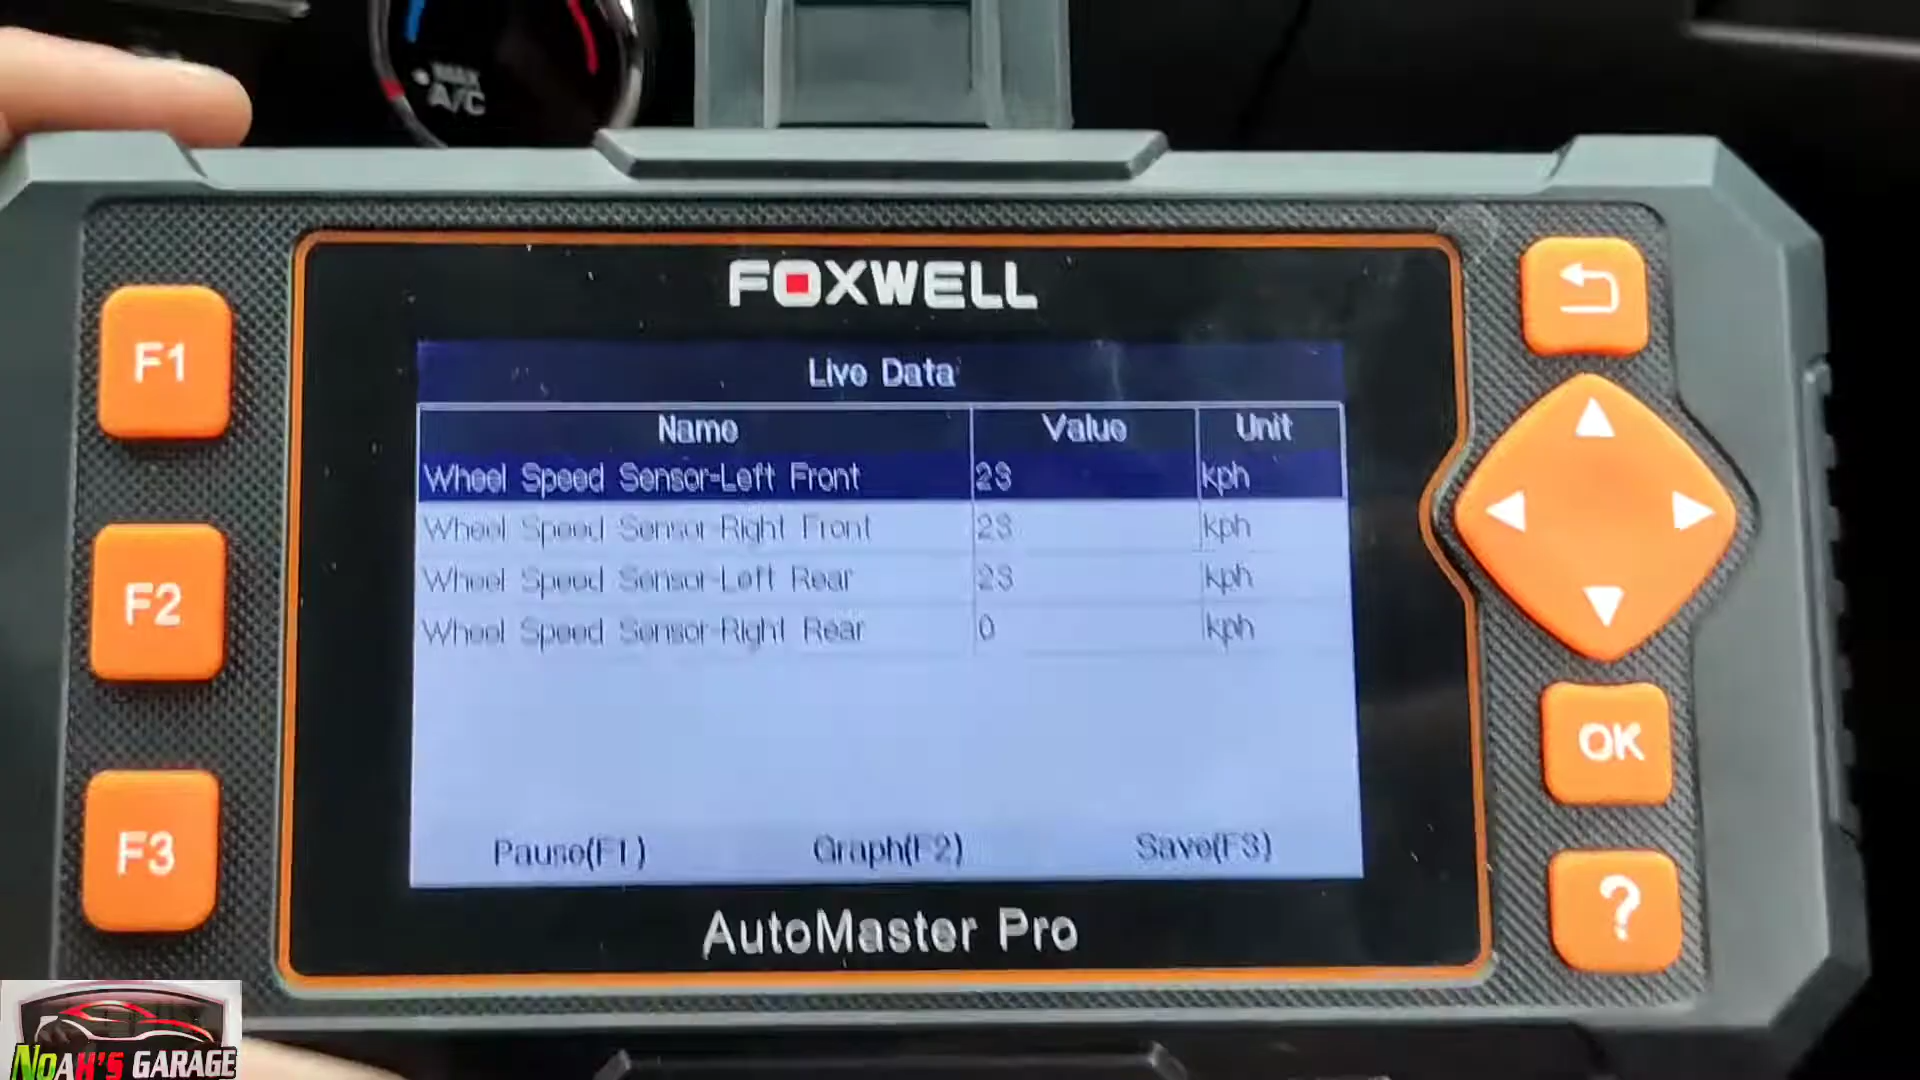 MAX
A/C
FOXWELL
Live Data
Name Value Unit
Wheel Speed Sensor-Left Front 23 kph
Wheel Speed Sensor-Right Front 23 kph
Wheel Speed Sensor-Left Rear 23 kph
Wheel Speed Sensor-Right Rear 0 kph
Pause(F1) Graph(F2) Save(F3)
AutoMaster Pro
F1
F2
F3
OK
?
NOAH'S GARAGE